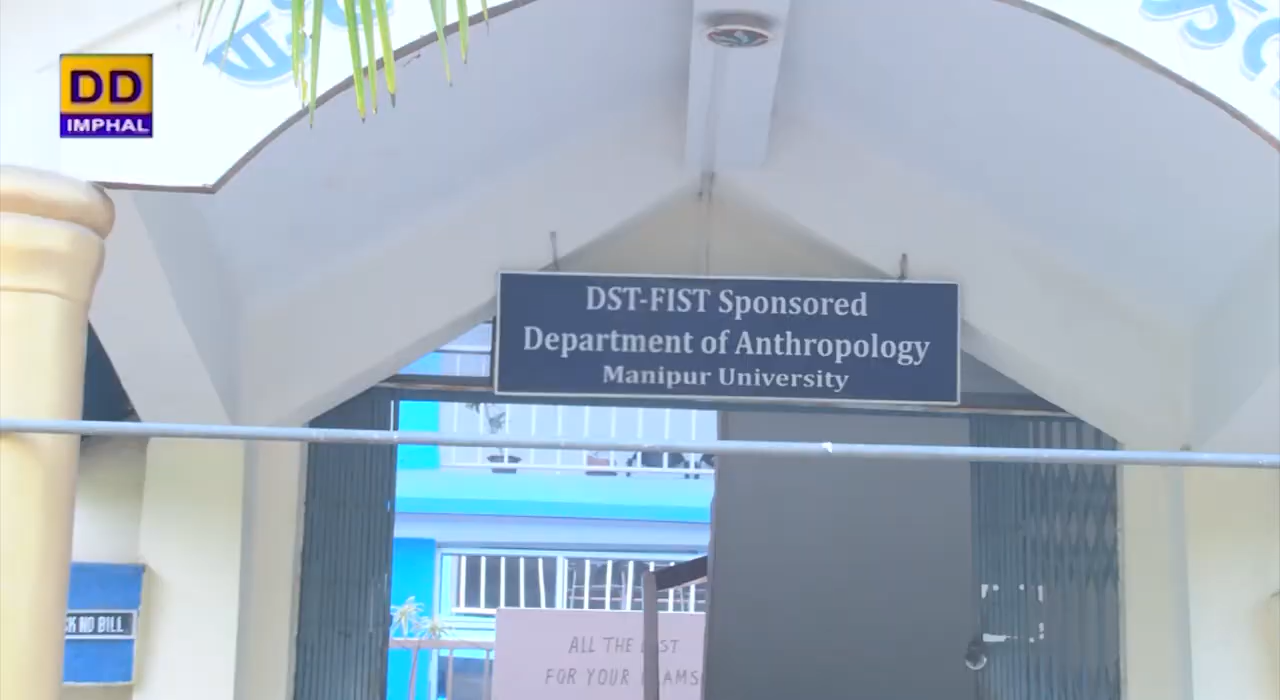 DD
IMPHAL
DST-FIST Sponsored
Department of Anthropology
Manipur University
NO BILL
ALL THE
FOR YOUR